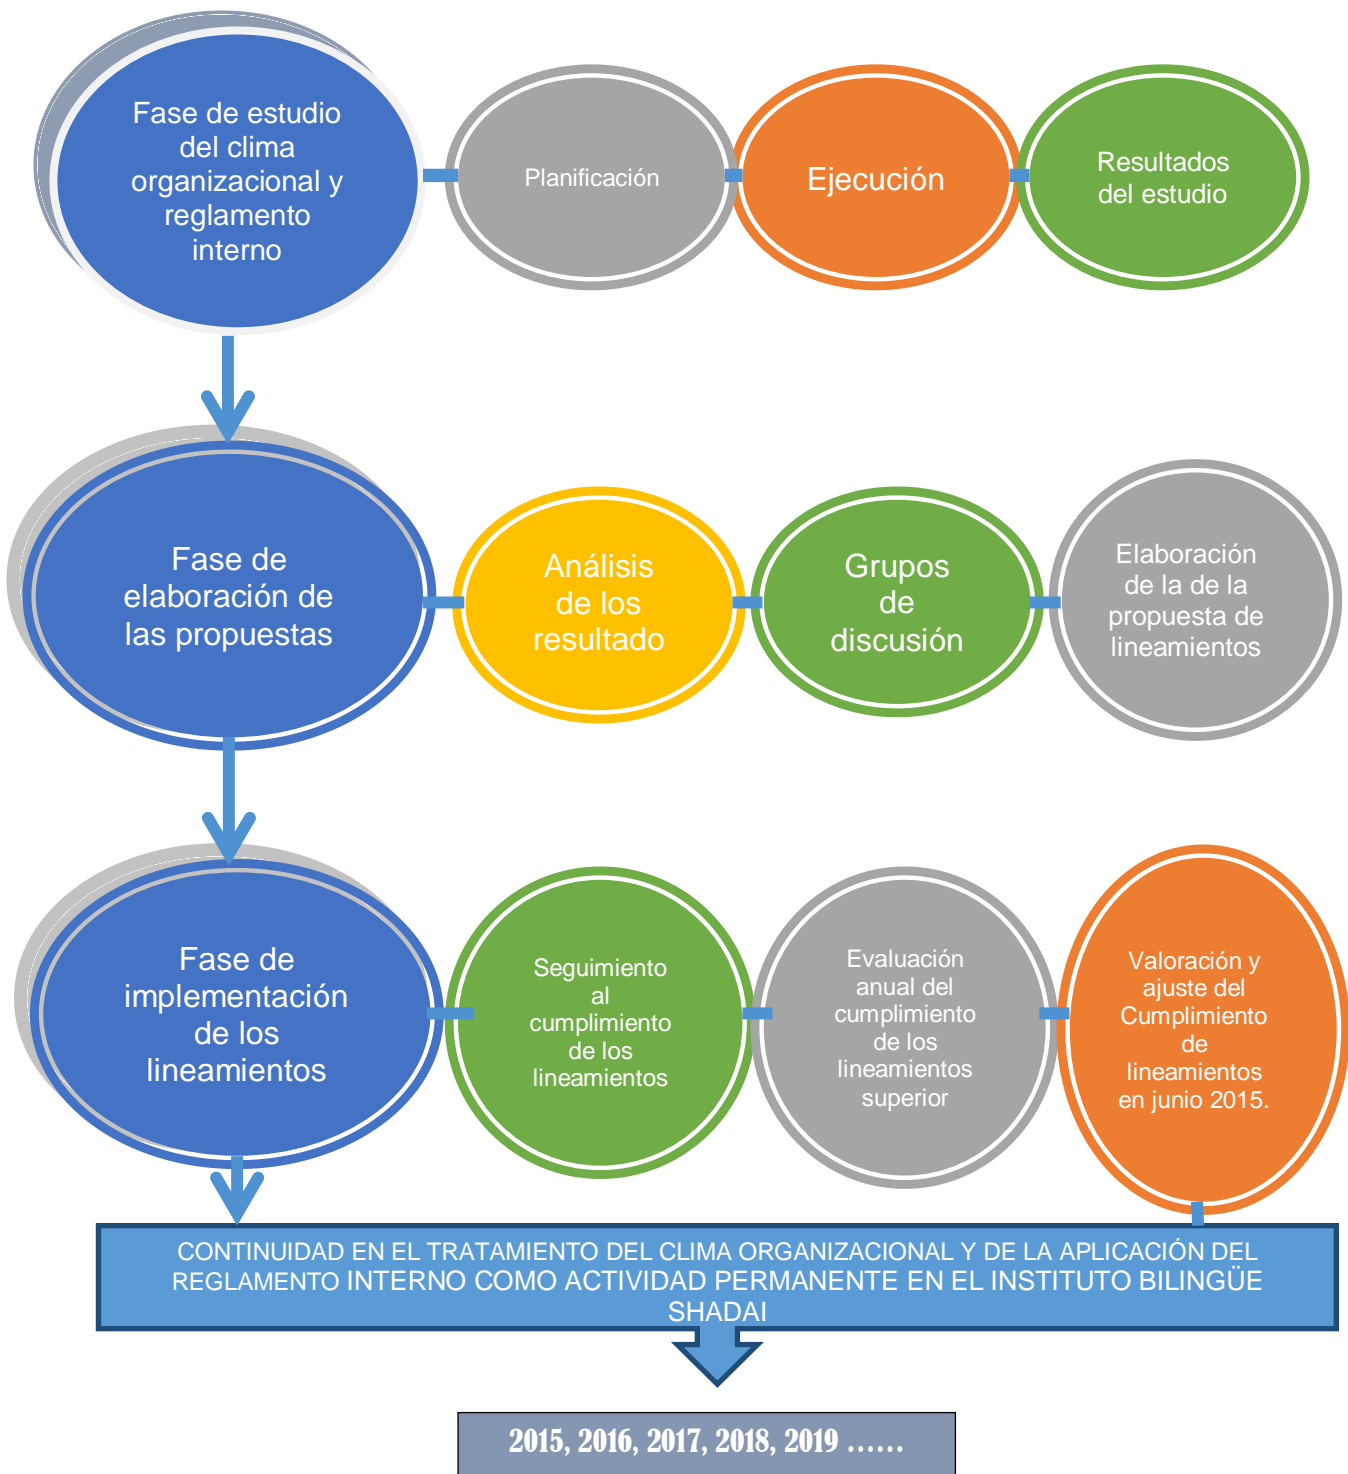 Fase de estudio
del clima
organizacional y
reglamento
interno
Planificación
Ejecución
Resultados
del estudio
Fase de
elaboración de
las propuestas
Análisis
de los
resultado
Grupos
de
discusión
Elaboración
de la de la
propuesta de
lineamientos
Fase de
implementación
de los
lineamientos
Seguimiento
al
cumplimiento
de los
lineamientos
Evaluación
anual del
cumplimiento
de los
lineamientos
superior
Valoración y
ajuste del
Cumplimiento
de
lineamientos
en junio 2015.
CONTINUIDAD EN EL TRATAMIENTO DEL CLIMA ORGANIZACIONAL Y DE LA APLICACIÓN DEL
REGLAMENTO INTERNO COMO ACTIVIDAD PERMANENTE EN EL INSTITUTO BILINGÜE
SHADAI
2015, 2016, 2017, 2018, 2019 ......